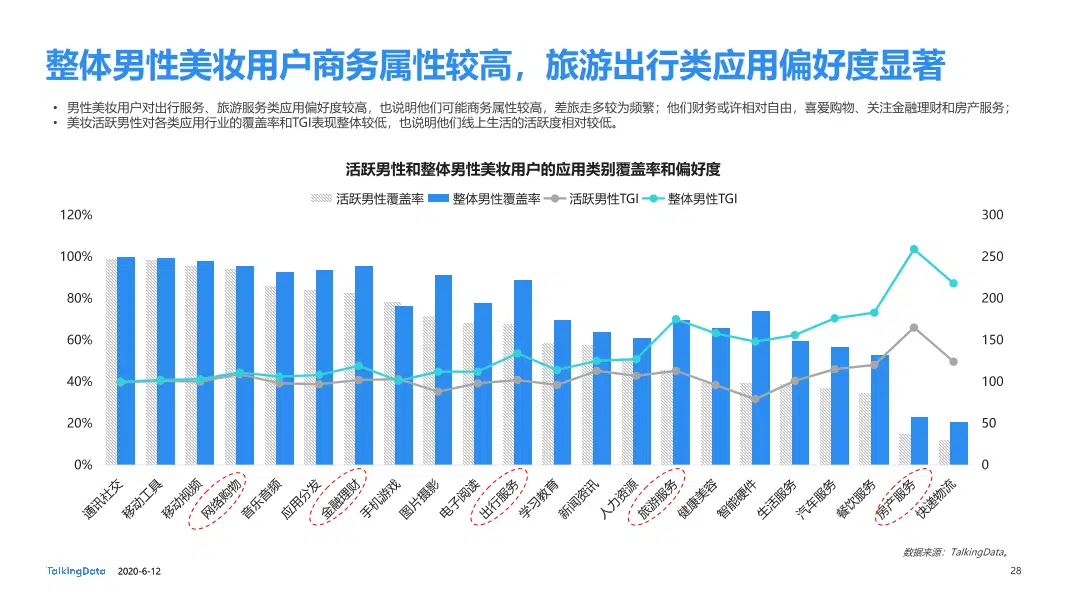 整体男性美妆用户商务属性较高，旅游出行类应用偏好度显著
• 男性美妆用户对出行服务、旅游服务类应用偏好度较高，也说明他们可能商务属性较高，差旅走多较为频繁；他们财务或许相对自由，喜爱购物、关注金融理财和房产服务；
• 美妆活跃男性对各类应用行业的覆盖率和TGI表现整体较低，也说明他们线上生活的活跃度相对较低。
活跃男性和整体男性美妆用户的应用类别覆盖率和偏好度
活跃男性覆盖率 整体男性覆盖率 活跃男性TGI 整体男性TGI
120% 300
100% 250
80% 200
60% 150
40% 100
20% 50
0% 0
通讯社交
移动工具
移动视频
网络购物
音乐音频
应用分发
金融理财
手机游戏
图片摄影
电子阅读
出行服务
学习教育
新闻资讯
人力资源
旅游服务
健康美容
智能硬件
生活服务
汽车服务
餐饮服务
房产服务
快递物流
数据来源：TalkingData。
TalkingData 2020-6-12 28